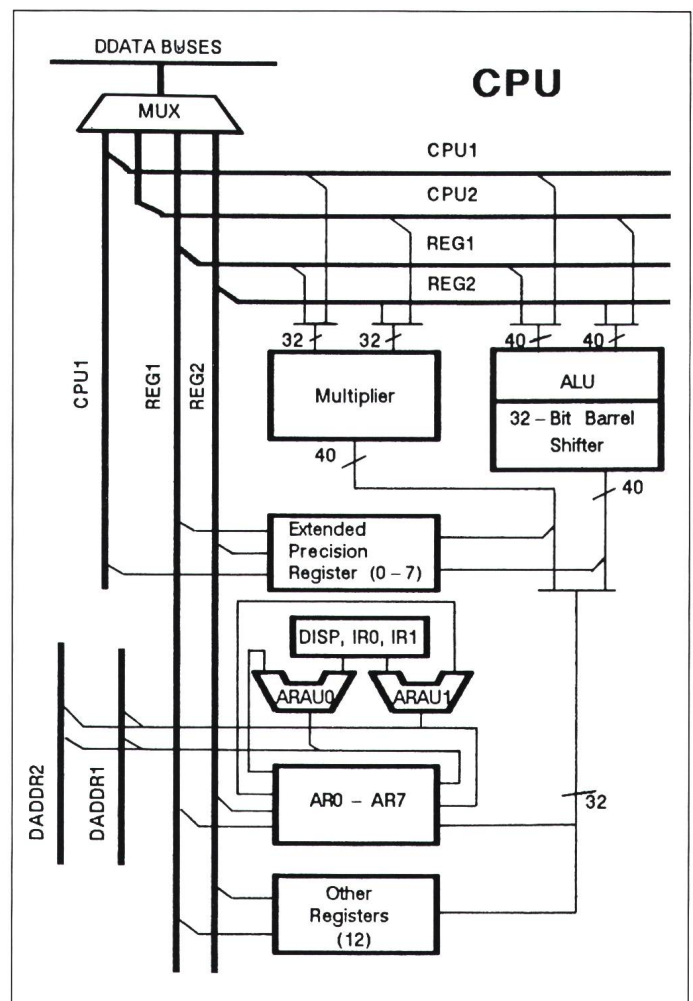 DDATA BUSES
CPU
MUX
CPU1
CPU2
REG1
REG2
32
32
40
40
CPU1
REG1
REG2
Multiplier
ALU
32 - Bit Barrel
Shifter
40
40
Extended
Precision
Register (0 - 7)
DISP, IR0, IR1
ARAU0
ARAU1
DADDR2
DADDR1
AR0 - AR7
32
Other
Registers
(12)